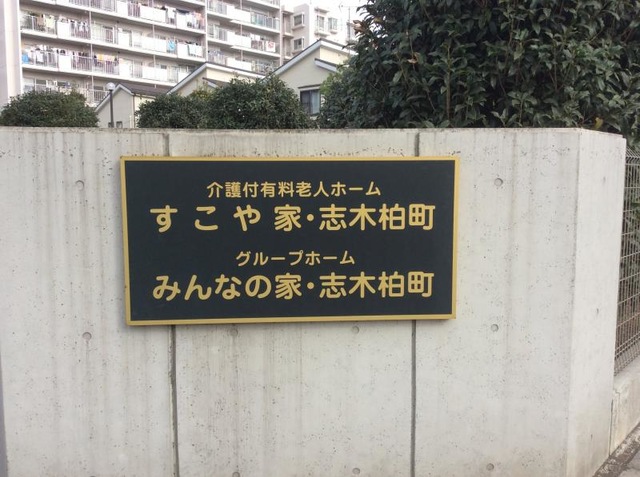 介護付有料老人ホーム
すこや家・志木柏町
グループホーム
みんなの家・志木柏町